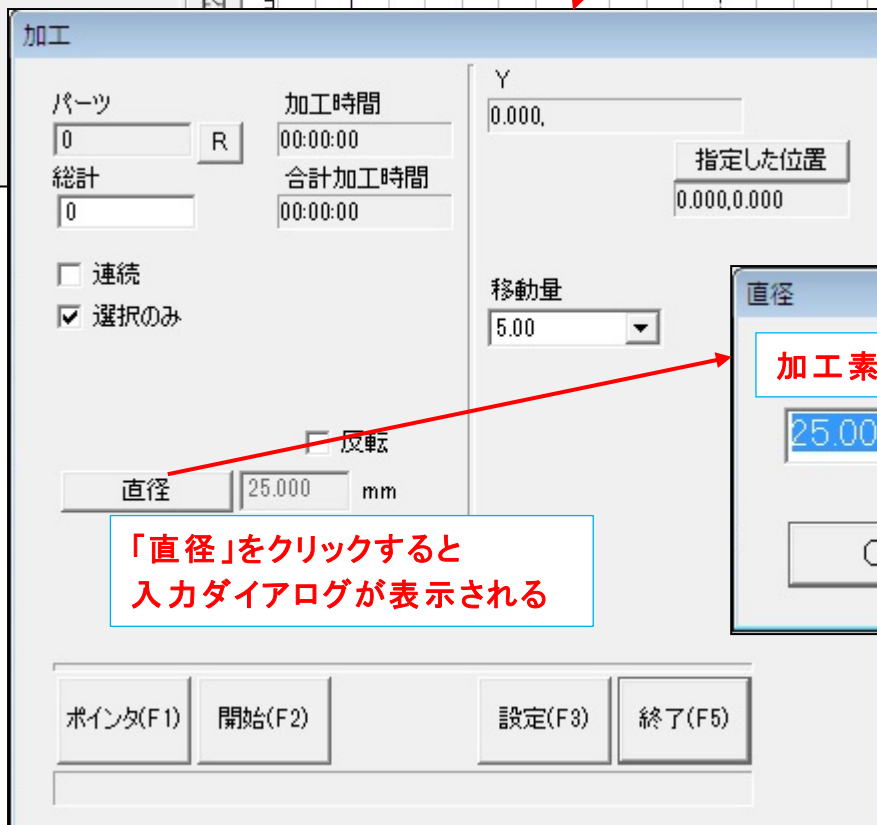 加工
パーツ
0
R
加工時間
00:00:00
総計
0
合計加工時間
00:00:00
連続
選択のみ
反転
直径
25.000
mm
「直径」をクリックすると
入力ダイアログが表示される
Y
0.000,
指定した位置
0.000,0.000
移動量
5.00
直径
加工素
25.00
ポインタ(F1)
開始(F2)
設定(F3)
終了(F5)